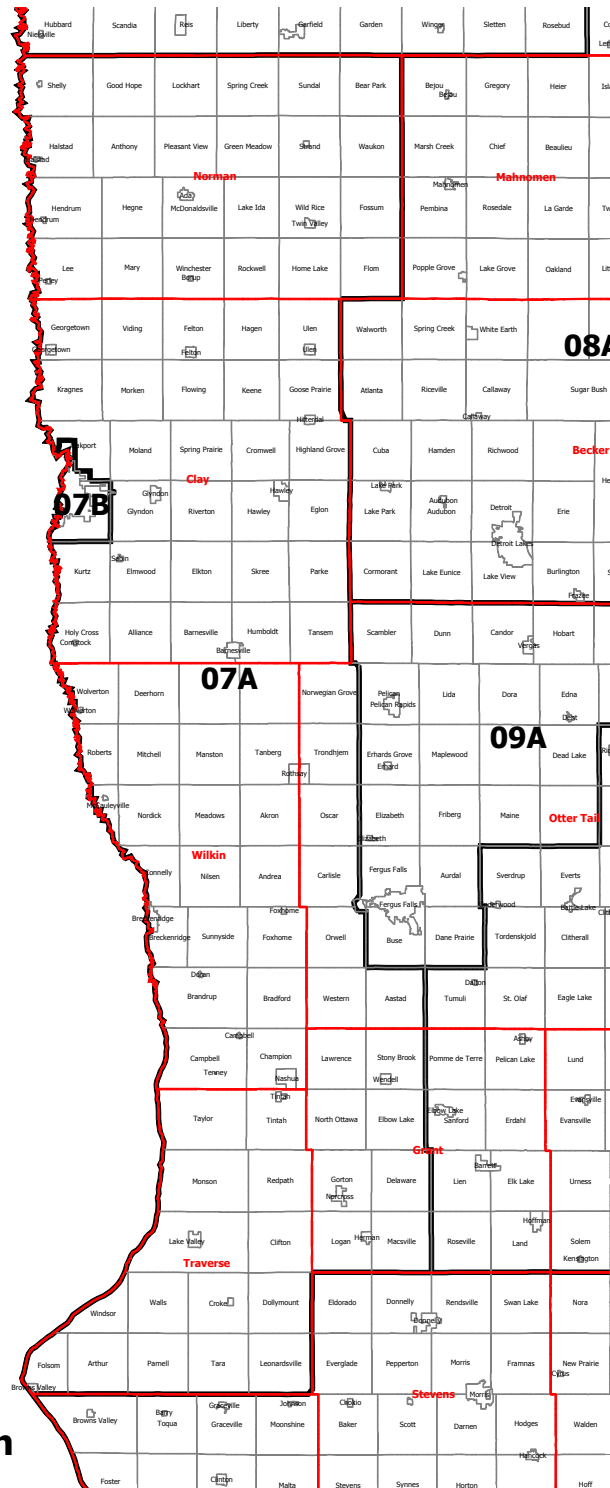 Hubbard Scandia Reis Liberty Garfield Garden Winger Sletten Rosebud
Nielsville
Shelly Good Hope Lockhart Spring Creek Sundal Bear Park Bejou Gregory Heier
Bejou
Halstad Anthony Pleasant View Green Meadow Strand Waukon Marsh Creek Chief Beaulieu
Norman Mahnomen
Mahnomen
Ada
Hendrum Hegne McDonaldsville Lake Ida Wild Rice Fossum Pembina Rosedale La Garde
Hendrum Twin Valley
Lee Mary Winchester Rockwell Home Lake Flom Popple Grove Lake Grove Oakland
Perley Borup
Georgetown Viding Felton Hagen Ulen Walworth Spring Creek White Earth
Georgetown Felton Ulen 08A
Kragnes Morken Flowing Keene Goose Prairie Atlanta Riceville Callaway Sugar Bush
Hitterdal Callaway
Oakport Moland Spring Prairie Cromwell Highland Grove Cuba Hamden Richwood Becker
Clay
Glyndon Hawley Lake Park Audubon Detroit
07B Glyndon Riverton Hawley Eglon Lake Park Audubon Erie
Detroit Lakes
Sabin
Kurtz Elmwood Elkton Skree Parke Cormorant Lake Eunice Lake View Burlington
Frazee
Holy Cross Alliance Barnesville Humboldt Tansem Scambler Dunn Candor Hobart
Comstock Barnesville Vergas
07A
Wolverton Deerhorn Norwegian Grove Pelican Lida Dora Edna
Wolverton Pelican Rapids Dent
09A
Roberts Mitchell Manston Tanberg Trondhjem Erhards Grove Maplewood Dead Lake
Rothsay Erhard
McCauleyville
Nordick Meadows Akron Oscar Elizabeth Friberg Maine Otter Tail
Elizabeth
Wilkin
Connelly Nilsen Andrea Carlisle Fergus Falls Aurdal Sverdrup Everts
Foxhome Fergus Falls Underwood Battle Lake
Breckenridge
Breckenridge Sunnyside Foxhome Orwell Buse Dane Prairie Tordenskjold Clitherall
Doran Dalton
Brandrup Bradford Western Aastad Tumuli St. Olaf Eagle Lake
Campbell Ashby
Campbell Champion Lawrence Stony Brook Pomme de Terre Pelican Lake Lund
Tenney Nashua Wendell
Tintah Evansville
Taylor Tintah North Ottawa Elbow Lake Elbow Lake Sanford Erdahl Evansville
Grant
Barrett
Monson Redpath Gorton Delaware Lien Elk Lake Urness
Norcross
Hoffman
Lake Valley Clifton Logan Herman Macsville Roseville Land Solem
Kensington
Traverse
Windsor Walls Croke Dollymount Eldorado Donnelly Rendsville Swan Lake Nora
Donnelly
Folsom Arthur Parnell Tara Leonardsville Everglade Pepperton Morris Framnas New Prairie
Cyrus
Browns Valley Stevens Morris
Graceville Johnson Chokio
Browns Valley Barry Toqua Graceville Moonshine Baker Scott Darnen Hodges Walden
Hancock
Foster Clinton Malta Stevens Synnes Horton Hoff